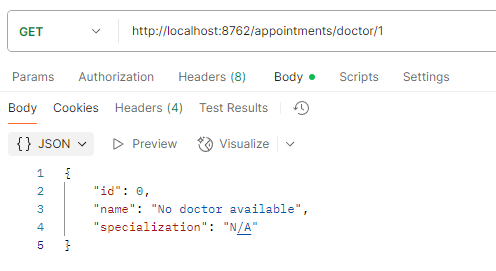 GET http://localhost:8762/appointments/doctor/1
Params Authorization Headers (8) Body Scripts Settings
Body Cookies Headers (4) Test Results
{} JSON Preview Visualize
1 {
2 "id": 0,
3 "name": "No doctor available",
4 "specialization": "N/A"
5 }